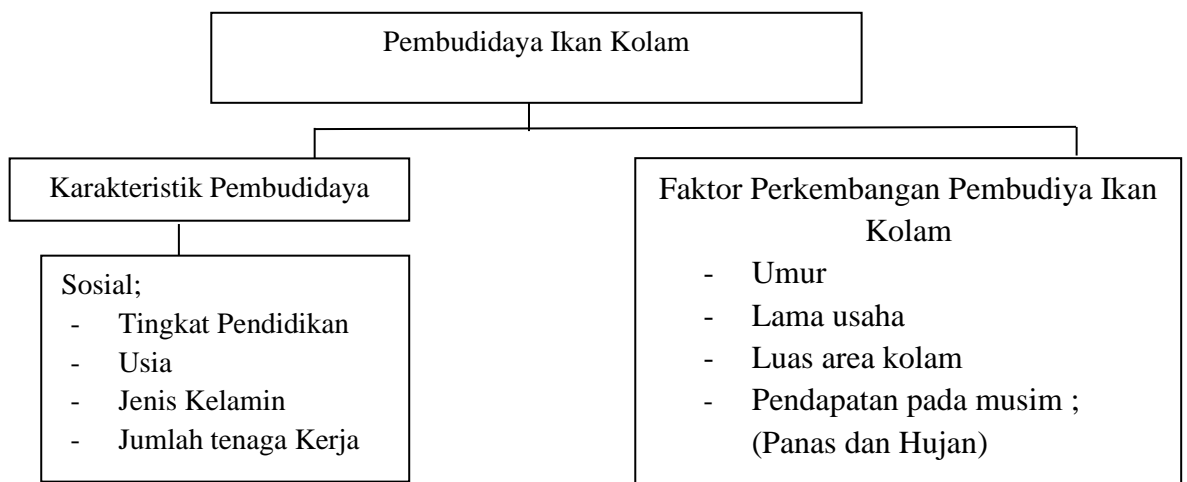 Pembudidaya Ikan Kolam
Karakteristik Pembudidaya
Sosial;
- Tingkat Pendidikan
- Usia
- Jenis Kelamin
- Jumlah tenaga Kerja
Faktor Perkembangan Pembudiya Ikan
Kolam
- Umur
- Lama usaha
- Luas area kolam
- Pendapatan pada musim ;
(Panas dan Hujan)